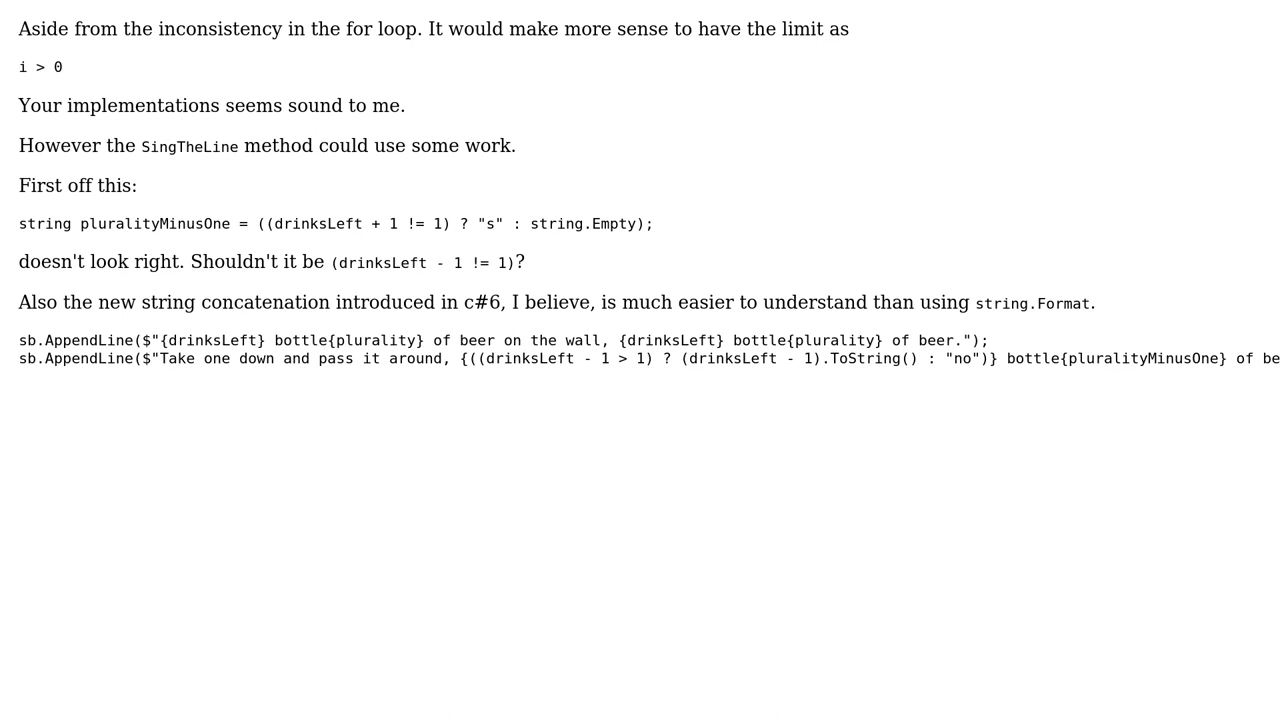 Aside from the inconsistency in the for loop. It would make more sense to have the limit as
i > 0
Your implementations seems sound to me.
However the SingTheLine method could use some work.
First off this:
string pluralityMinusOne = ((drinksLeft + 1 != 1) ? "s" : string.Empty);
doesn't look right. Shouldn't it be (drinksLeft - 1 != 1)?
Also the new string concatenation introduced in c#6, I believe, is much easier to understand than using string.Format.
sb.AppendLine($"{drinksLeft} bottle{plurality} of beer on the wall, {drinksLeft} bottle{plurality} of beer.");
sb.AppendLine($"Take one down and pass it around, {((drinksLeft - 1 > 1) ? (drinksLeft - 1).ToString() : "no")} bottle{pluralityMinusOne} of be